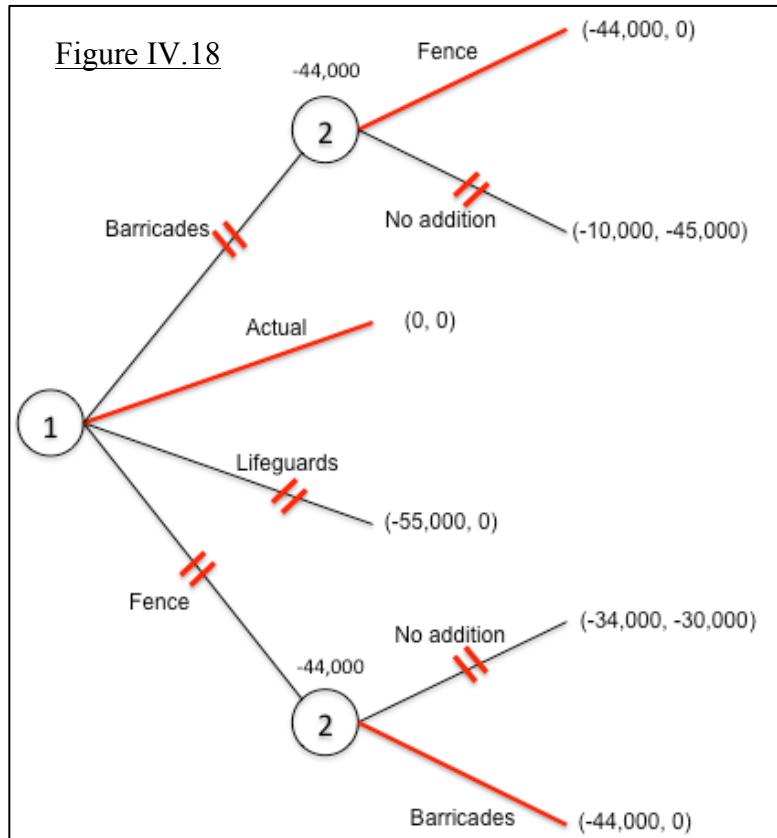 Figure IV.18
Fence
(-44,000, 0)
-44,000
2
No addition
(-10,000, -45,000)
Barricades
Actual
(0, 0)
1
Lifeguards
(-55,000, 0)
Fence
No addition
(-34,000, -30,000)
-44,000
2
Barricades
(-44,000, 0)